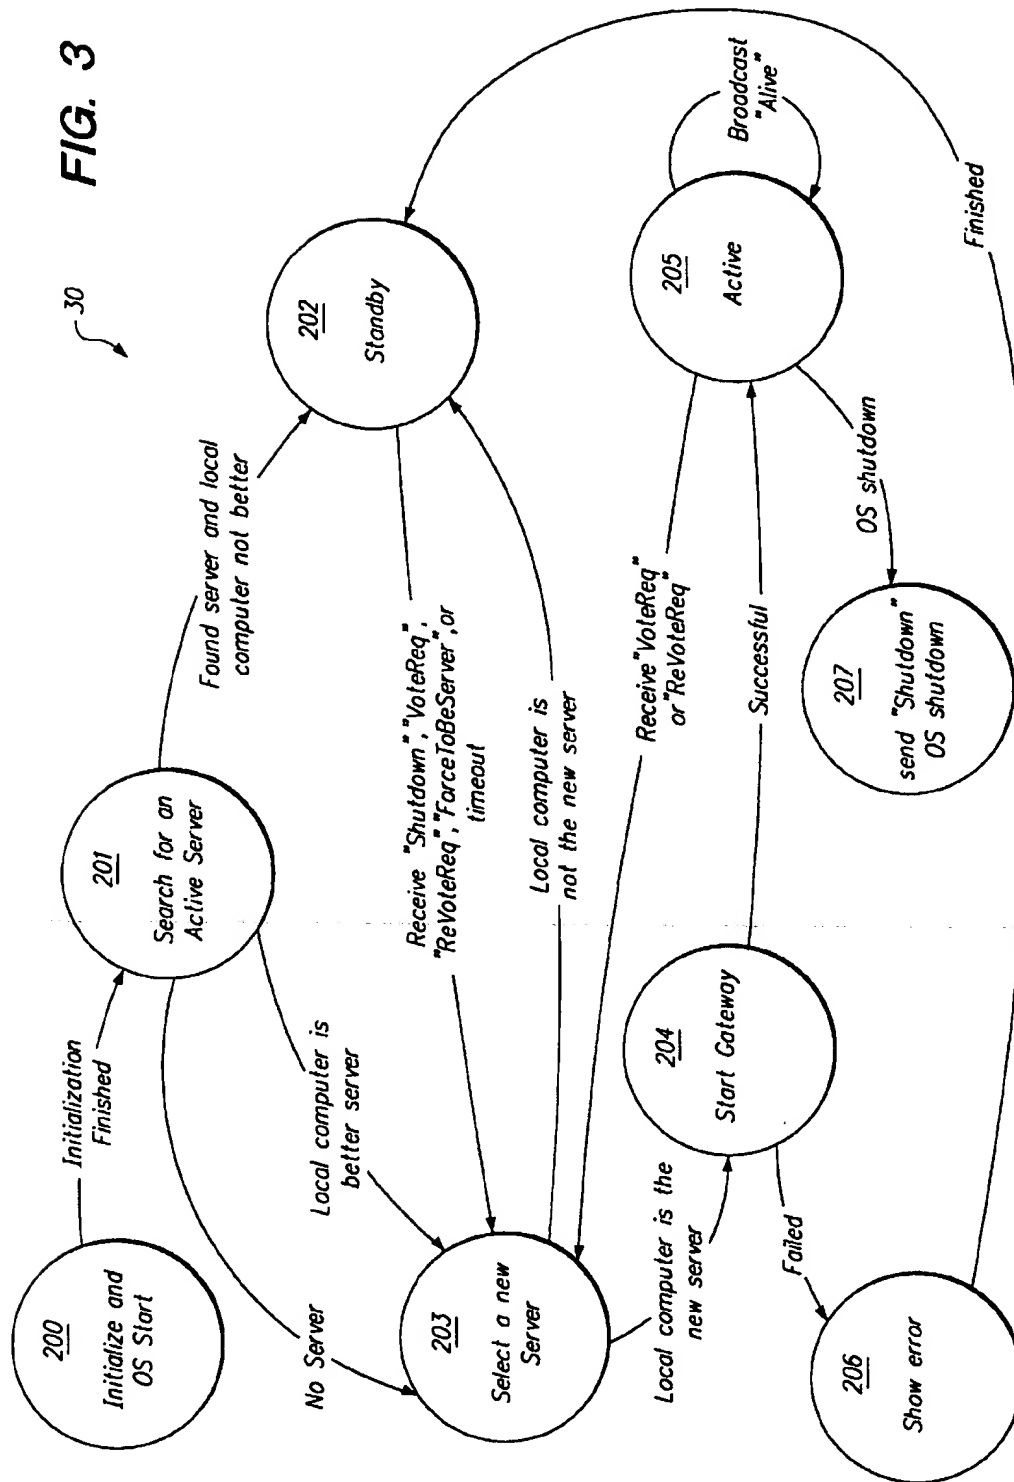 FIG. 3
30
200
Initialize and
OS Start
Initialization
Finished
201
Search for an
Active Server
Found server and local
computer not better
202
Standby
No Server
Local computer is
better server
Receive "Shutdown","VoteReq",
"ReVoteReq","ForceToBeServer",or
timeout
203
Select a new
Server
Local computer is
not the new server
Receive"VoteReq"
or "ReVoteReq"
Local computer is the
new server
204
Start Gateway
Successful
205
Active
Broadcast
"Alive"
OS shutdown
207
send "Shutdown"
OS shutdown
Failed
206
Show error
Finished